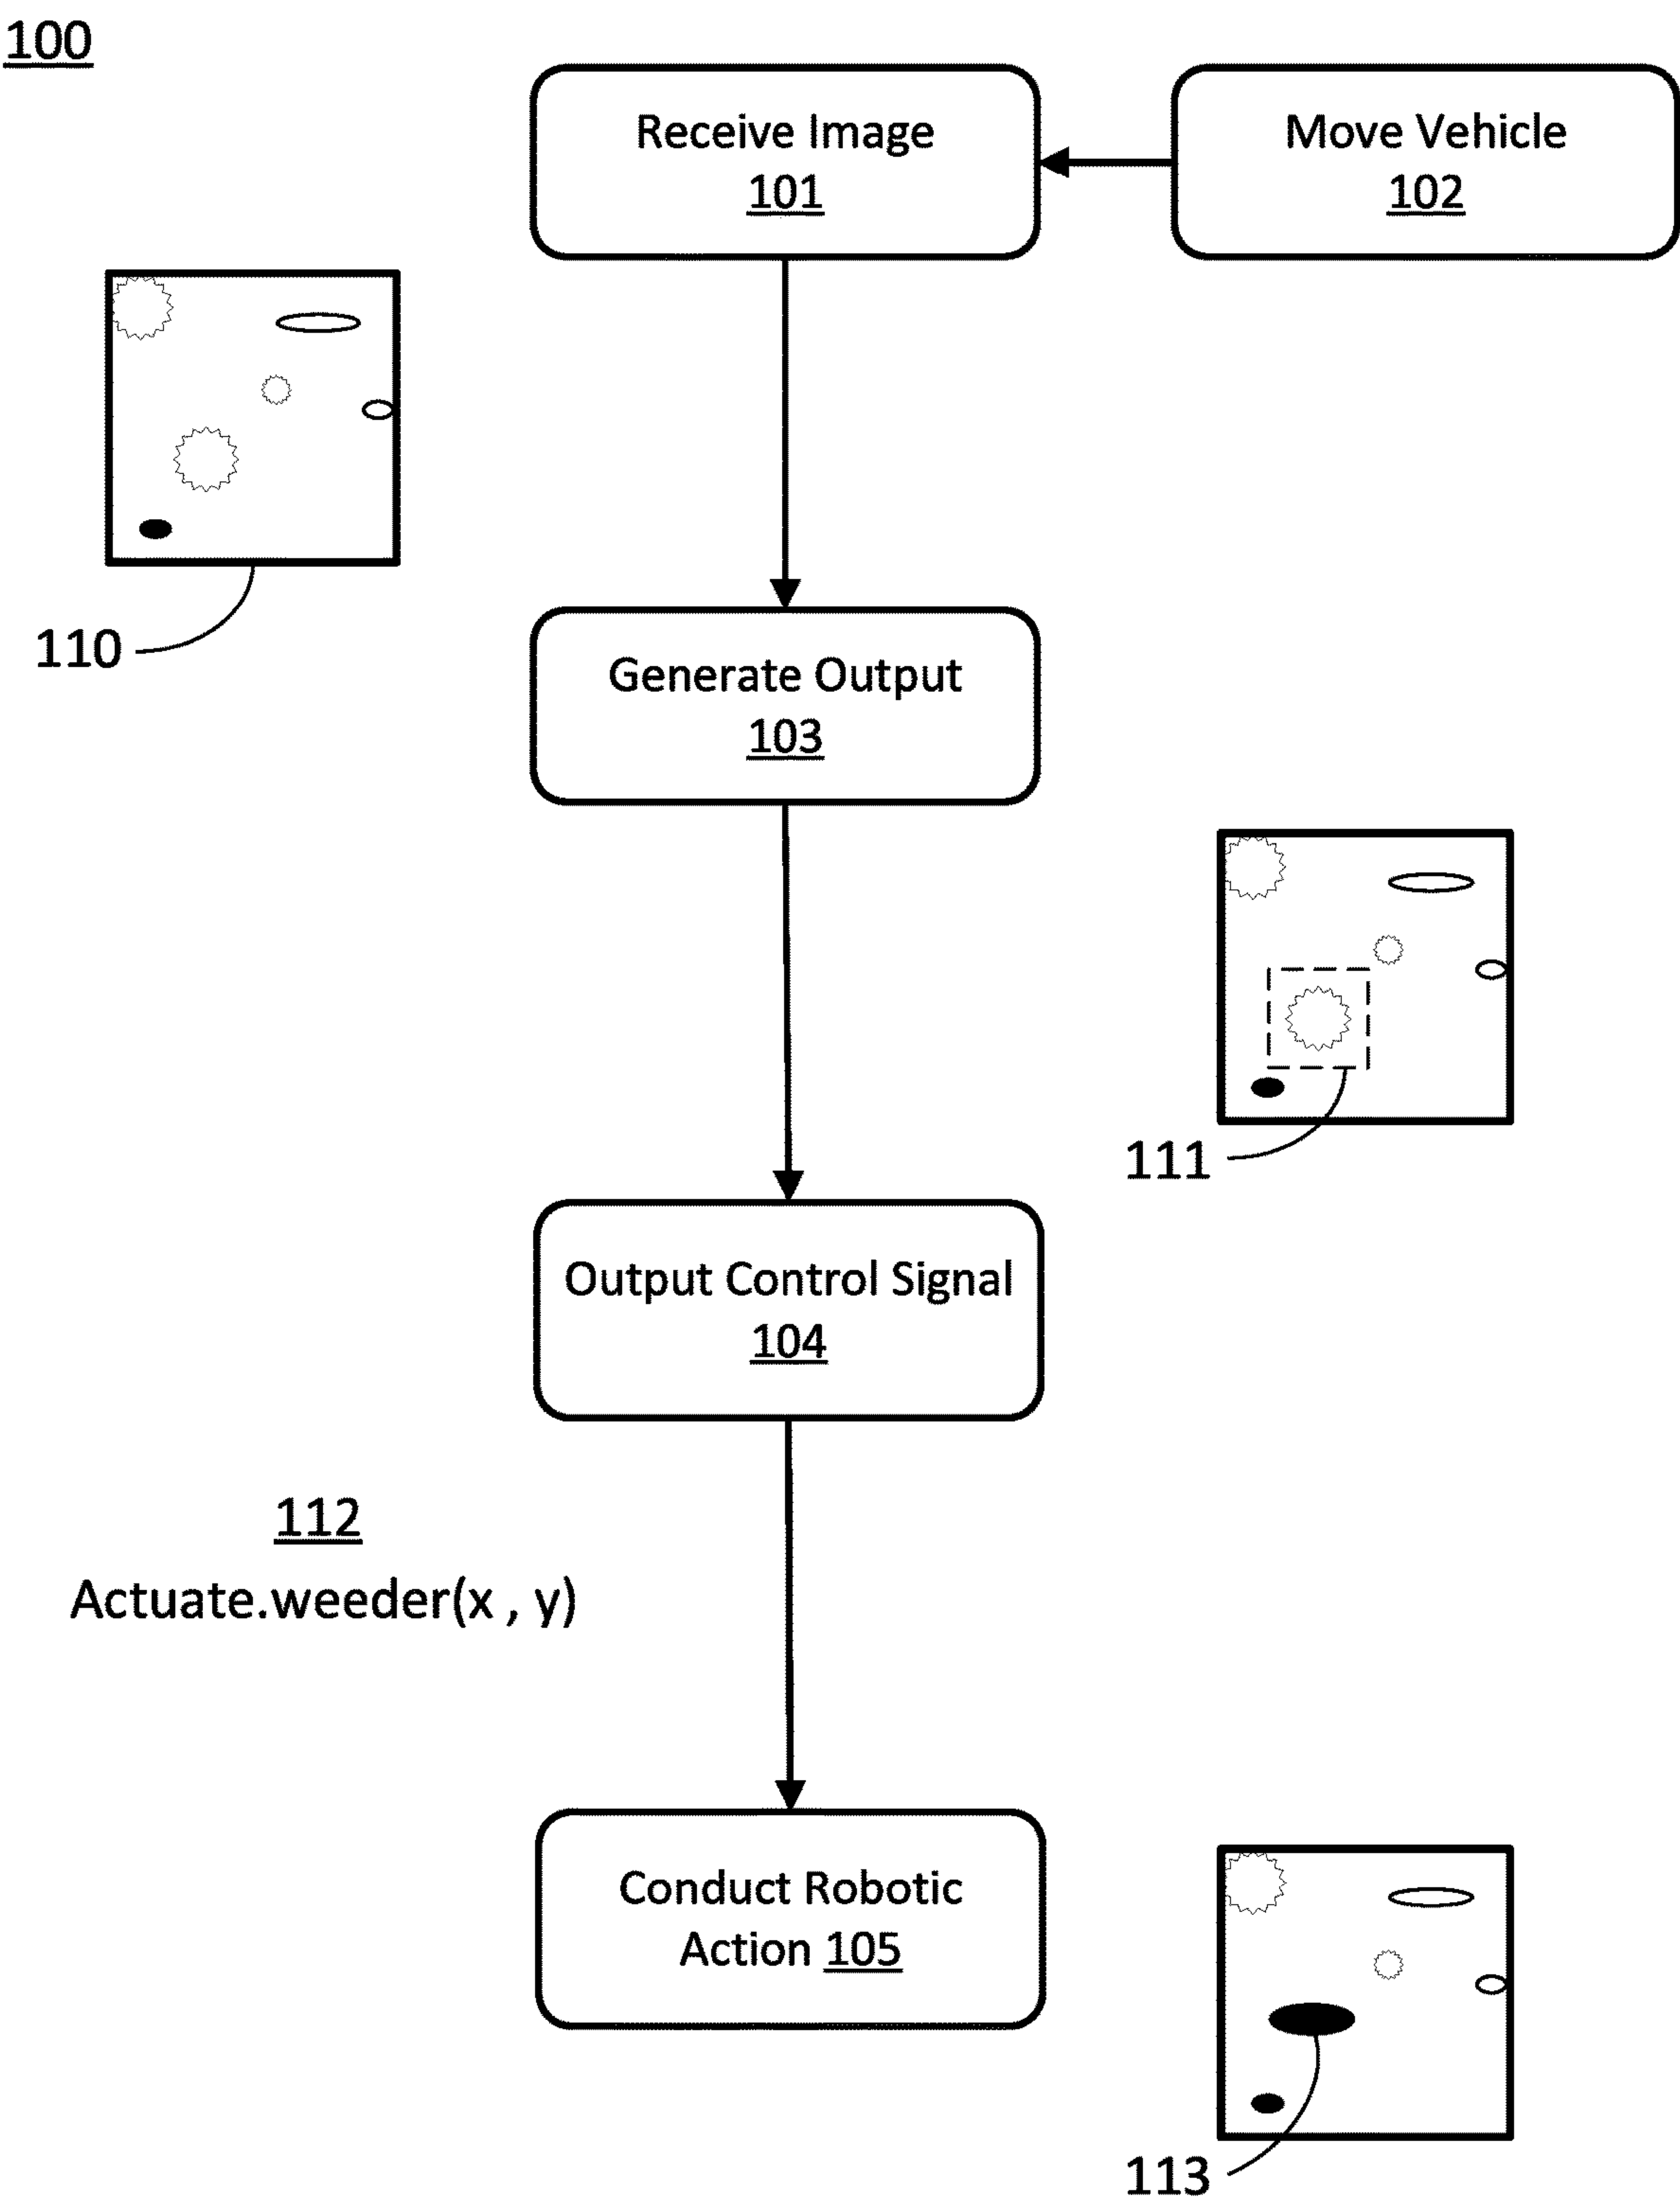 100
Receive Image
101
Move Vehicle
102
110
Generate Output
103
111
Output Control Signal
104
112
Actuate.weeder(x , y)
Conduct Robotic
Action 105
113